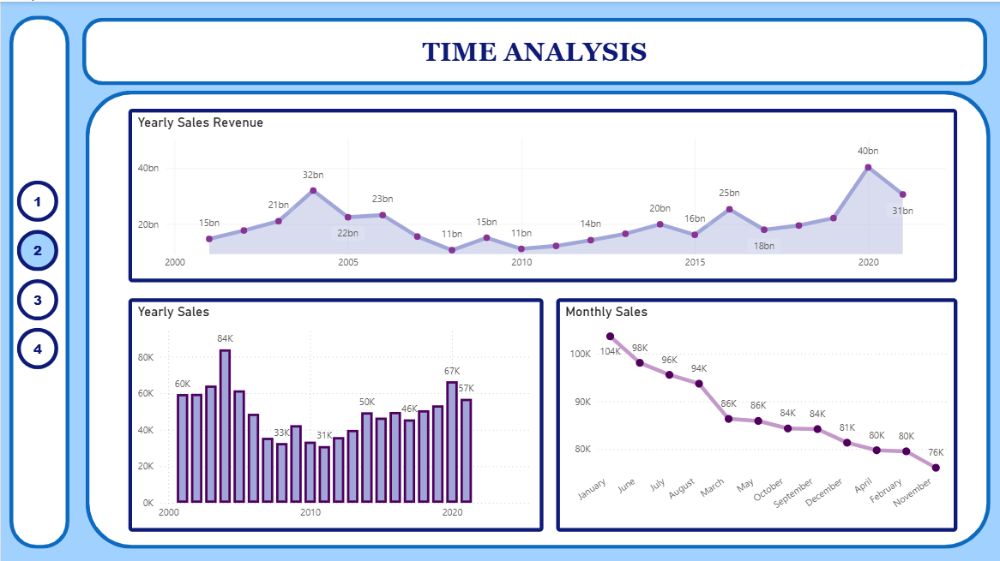 TIME ANALYSIS
1
2
3
4
Yearly Sales Revenue
40bn
20bn
15bn
21bn
32bn
22bn
23bn
11bn
15bn
11bn
14bn
20bn
16bn
25bn
18bn
40bn
31bn
2000
2005
2010
2015
2020
Yearly Sales
80K
60K
40K
20K
0K
60K
84K
33K
31K
50K
46K
67K
57K
2000
2010
2020
Monthly Sales
100K
90K
80K
104K
98K
96K
94K
86K
86K
84K
84K
81K
80K
80K
76K
January
June
July
August
March
May
October
September
December
April
February
November